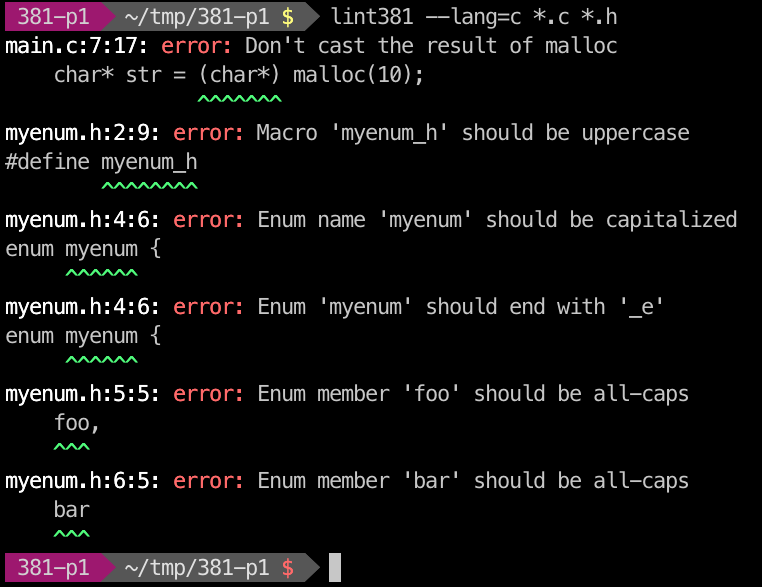 381-p1 ~/tmp/381-p1 $ lint381 --lang=c *.c *.h
main.c:7:17: error: Don't cast the result of malloc
    char* str = (char*) malloc(10);
                ^~~~~~~
myenum.h:2:9: error: Macro 'myenum_h' should be uppercase
#define myenum_h
        ^^^^^^^^
myenum.h:4:6: error: Enum name 'myenum' should be capitalized
enum myenum {
     ^^^^^^
myenum.h:4:6: error: Enum 'myenum' should end with '_e'
enum myenum {
     ^^^^^^
myenum.h:5:5: error: Enum member 'foo' should be all-caps
    foo,
    ^^^
myenum.h:6:5: error: Enum member 'bar' should be all-caps
    bar
    ^^^
381-p1 ~/tmp/381-p1 $